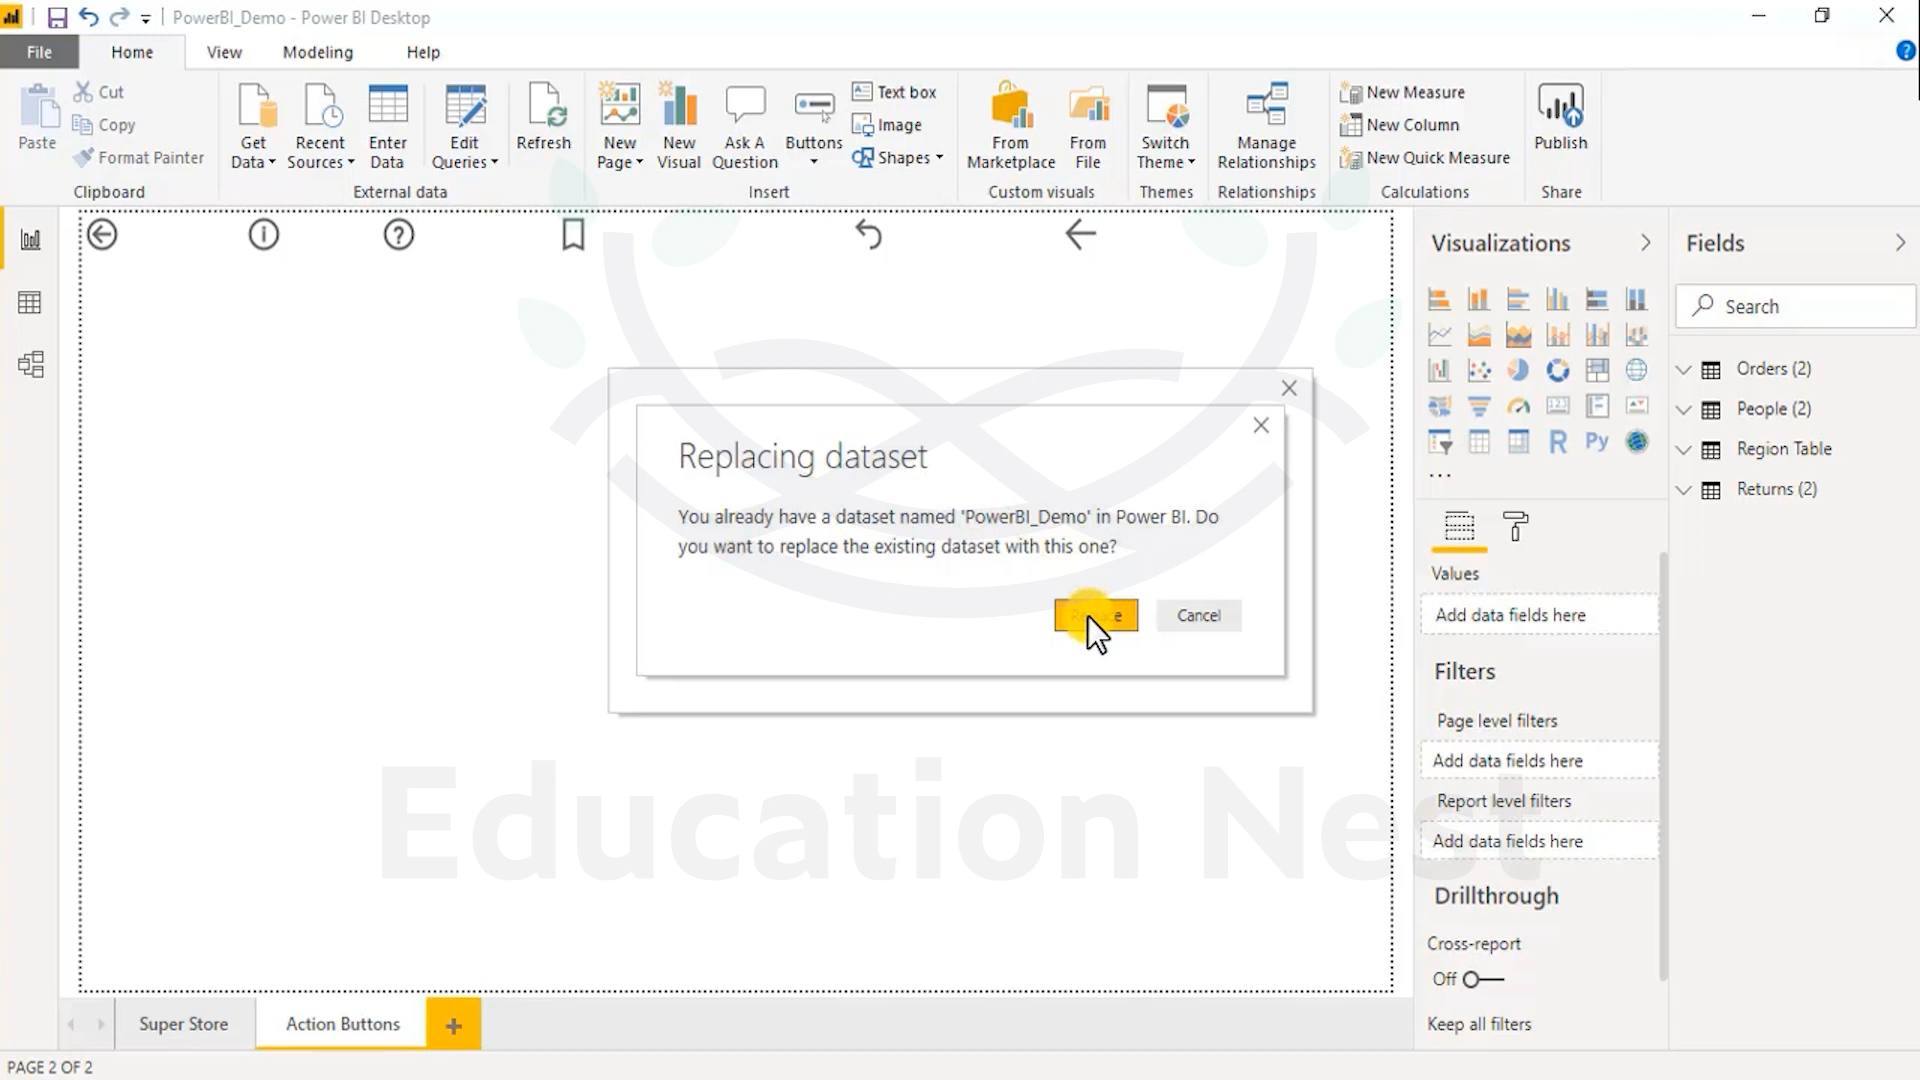 PowerBI_Demo - Power BI Desktop
File
Home
View
Modeling
Help
Paste
Cut
Copy
Format Painter
Clipboard
Get Data
Recent Sources
Enter Data
Edit Queries
Refresh
External data
New Page
New Visual
Ask A Question
Buttons
Text box
Image
Shapes
Insert
From Marketplace
From File
Custom visuals
Switch Theme
Themes
Manage Relationships
Relationships
New Measure
New Column
New Quick Measure
Calculations
Publish
Share
Replacing dataset
You already have a dataset named 'PowerBI_Demo' in Power BI. Do
you want to replace the existing dataset with this one?
Cancel
Education Nest
Visualizations
R
Py
Values
Add data fields here
Filters
Page level filters
Add data fields here
Report level filters
Add data fields here
Drillthrough
Cross-report
Off
Keep all filters
Fields
Search
Orders (2)
People (2)
Region Table
Returns (2)
Super Store
Action Buttons
PAGE 2 OF 2